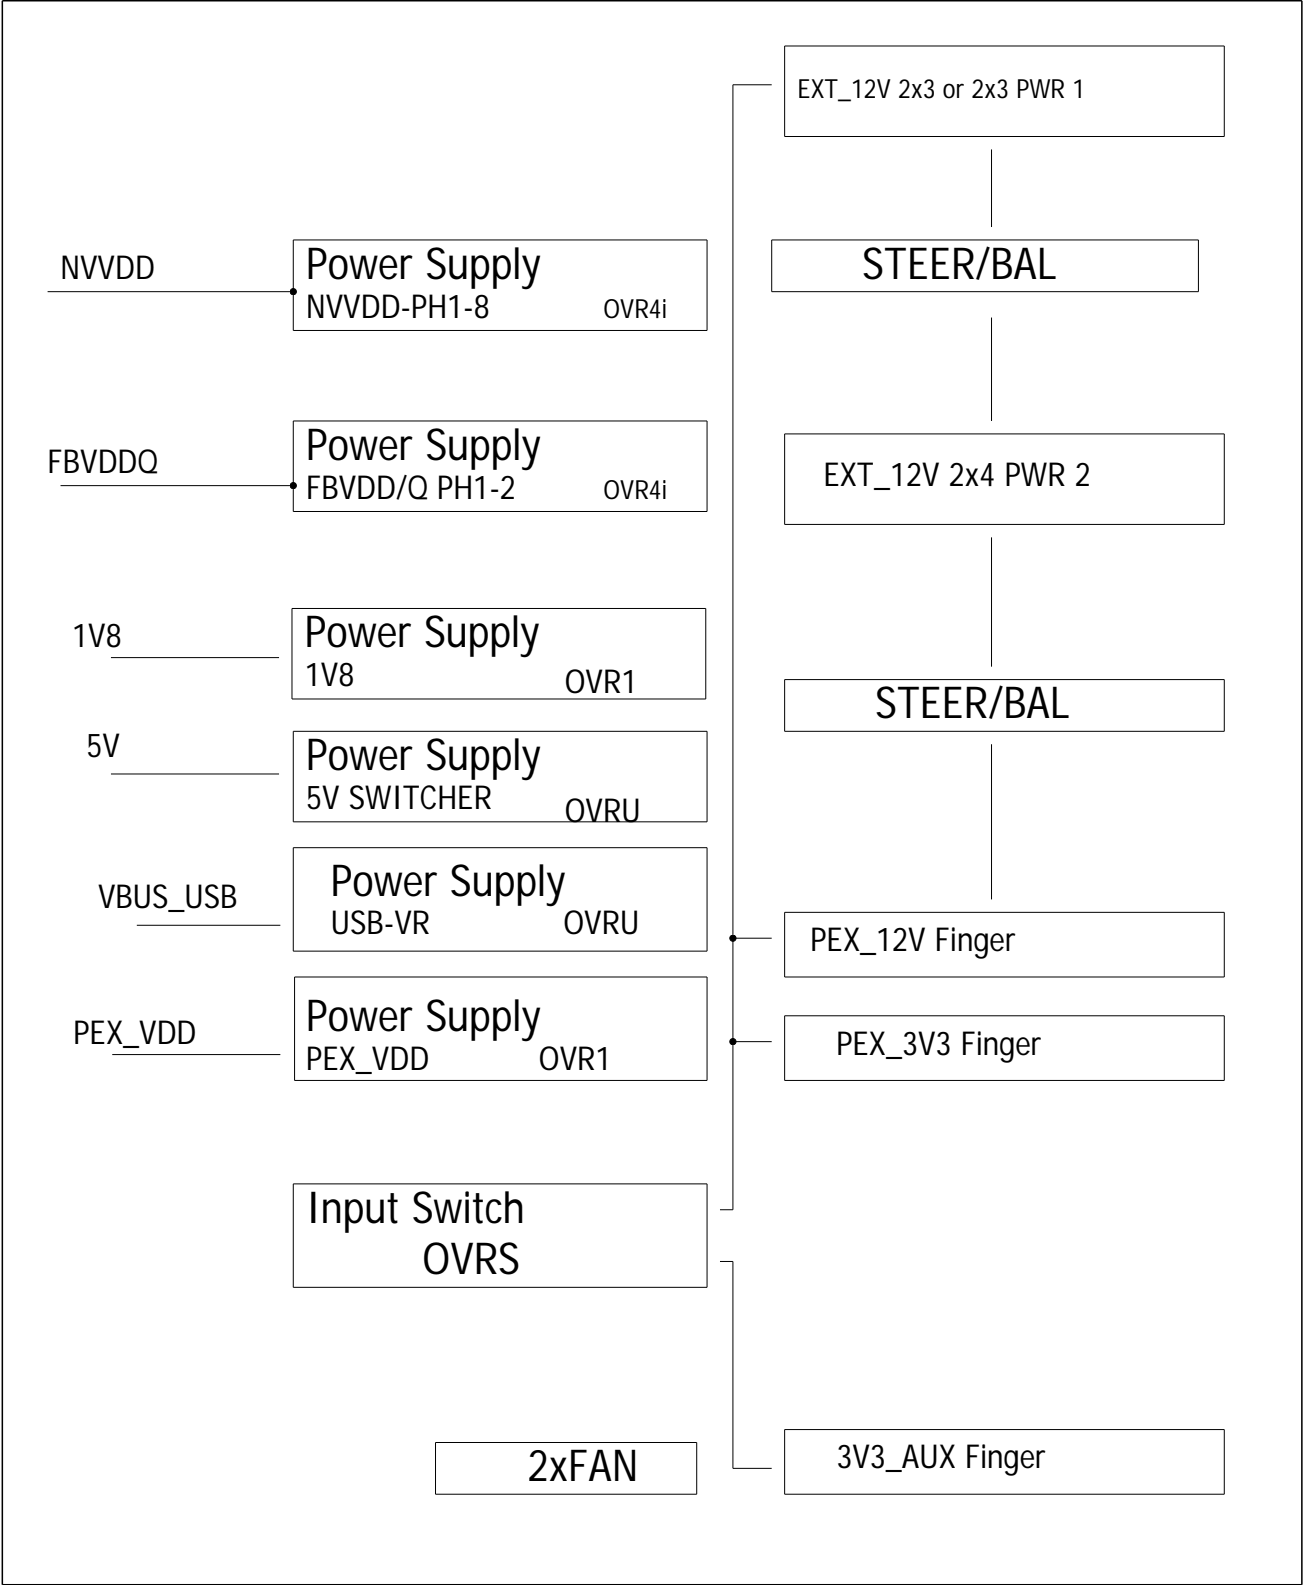 EXT_12V 2x3 or 2x3 PWR 1
NVVDD
Power Supply
NVVDD-PH1-8 OVR4i
STEER/BAL
FBVDDQ
Power Supply
FBVDD/Q PH1-2 OVR4i
EXT_12V 2x4 PWR 2
1V8
Power Supply
1V8 OVR1
STEER/BAL
5V
Power Supply
5V SWITCHER OVRU
VBUS_USB
Power Supply
USB-VR OVRU
PEX_12V Finger
PEX_VDD
Power Supply
PEX_VDD OVR1
PEX_3V3 Finger
Input Switch
OVRS
2xFAN
3V3_AUX Finger